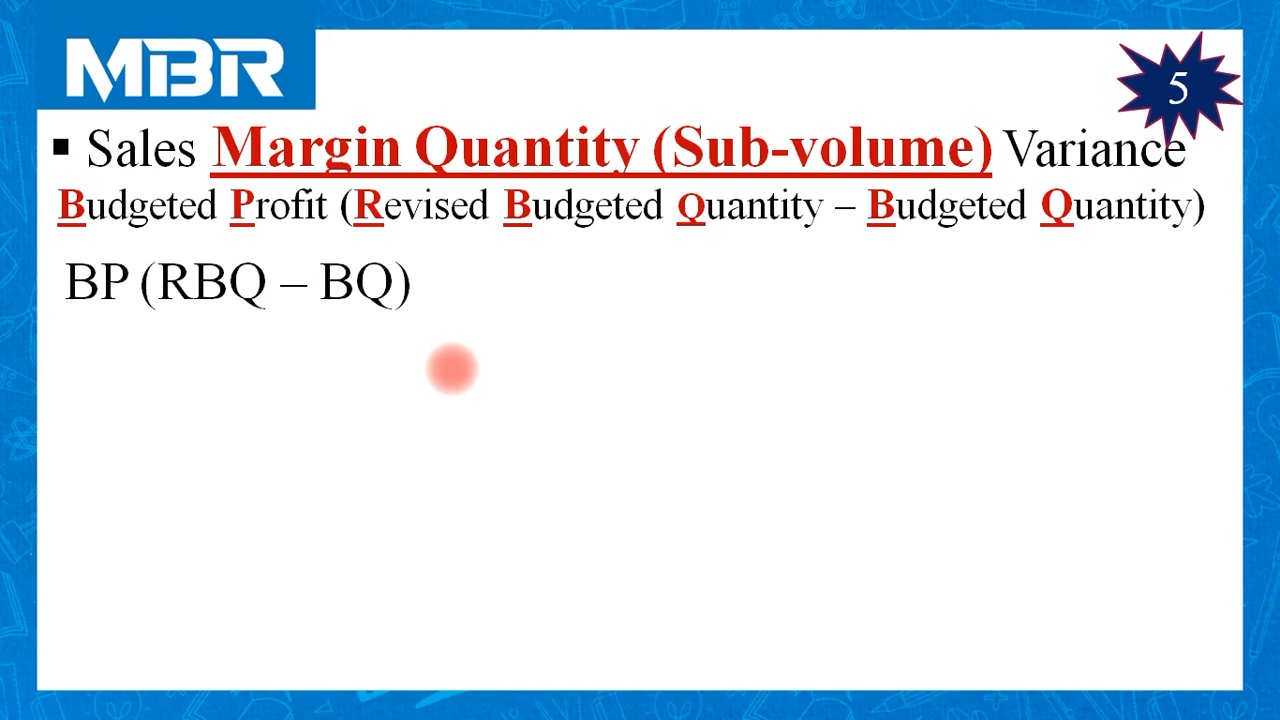 MBR
5
▪ Sales Margin Quantity (Sub-volume) Variance
Budgeted Profit (Revised Budgeted Quantity – Budgeted Quantity)
BP (RBQ – BQ)